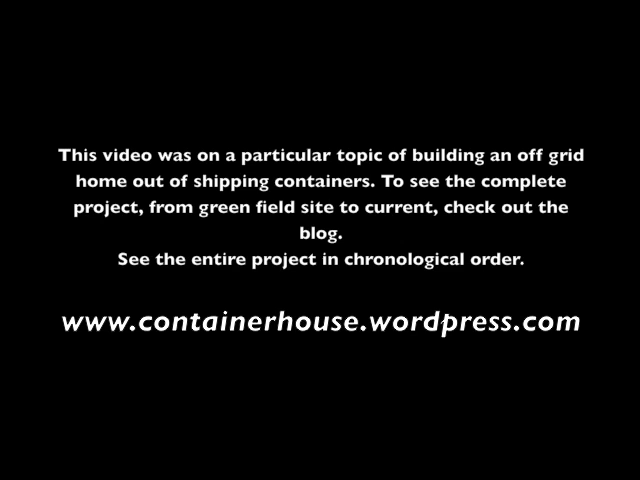 This video was on a particular topic of building an off grid
home out of shipping containers. To see the complete
project, from green field site to current, check out the
blog.
See the entire project in chronological order.
www.containerhouse.wordpress.com